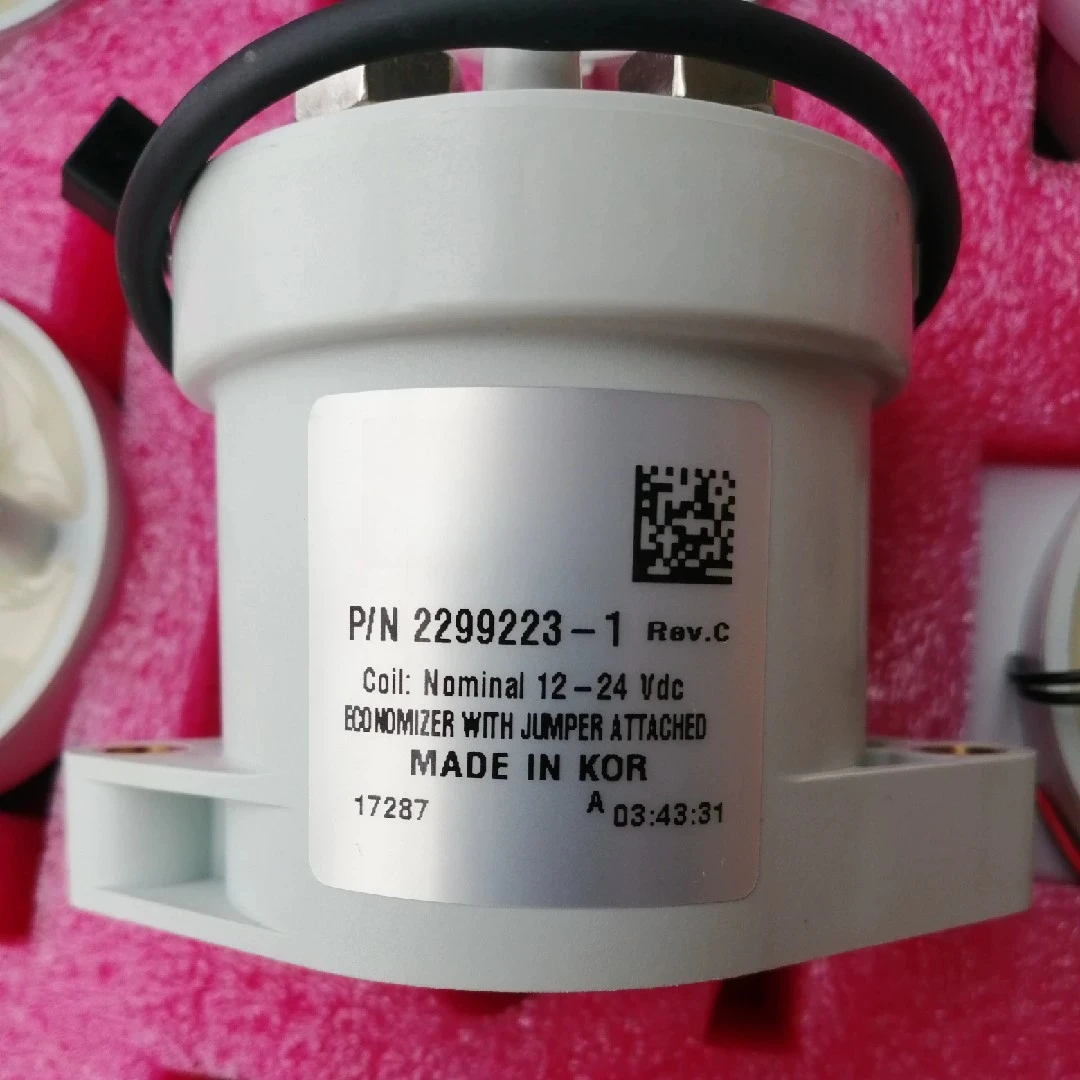 P/N 2299223-1 Rev.C
Coil: Nominal 12-24 Vdc
ECONOMIZER WITH JUMPER ATTACHED
MADE IN KOR
17287 A 03:43:31